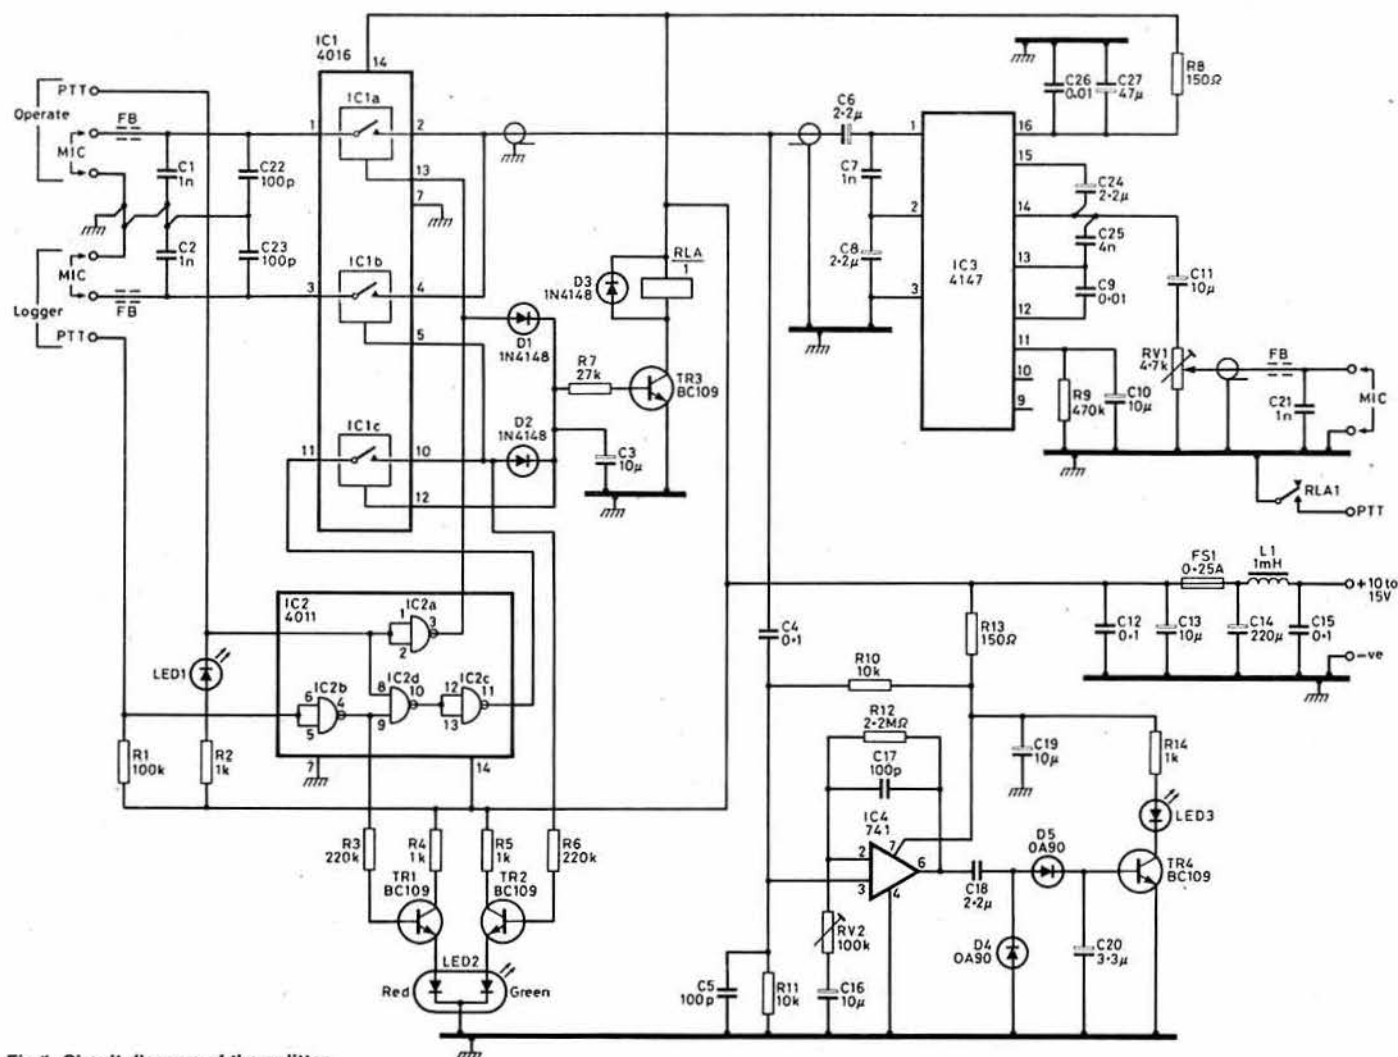 IC1
4016
14
PTT
Operate
FB
MIC
C1
1n
C22
100p
1
IC1a
2
13
7
C2
1n
C23
100p
MIC
FB
Logger
PTT
3
IC1b
4
5
IC1c
11
10
12
D1
1N4148
D2
1N4148
D3
1N4148
RLA
1
R7
27k
TR3
BC109
C3
10µ
C6
2·2µ
C7
1n
C8
2·2µ
1
2
3
IC3
4147
16
15
14
13
12
11
10
9
C26
0.01
C27
47µ
R8
150Ω
C24
2·2µ
C25
4n
C9
0·01
C11
10µ
RV1
4·7k
R9
470k
C10
10µ
FB
C21
1n
MIC
RLA1
PTT
IC2
4011
IC2a
1
2
3
LED1
IC2b
6
5
4
IC2d
8
9
10
IC2c
12
13
11
7
14
R1
100k
R2
1k
R3
220k
R4
1k
R5
1k
R6
220k
TR1
BC109
TR2
BC109
LED2
Red
Green
FS1
0·25A
L1
1mH
+10 to
15V
C12
0·1
C13
10µ
C14
220µ
C15
0·1
-ve
C4
0·1
R13
150Ω
R10
10k
R12
2·2MΩ
C17
100p
IC4
741
2
3
7
6
4
C19
10µ
R14
1k
LED3
D5
OA90
TR4
BC109
C18
2·2µ
D4
OA90
C20
3·3µ
RV2
100k
C16
10µ
C5
100p
R11
10k